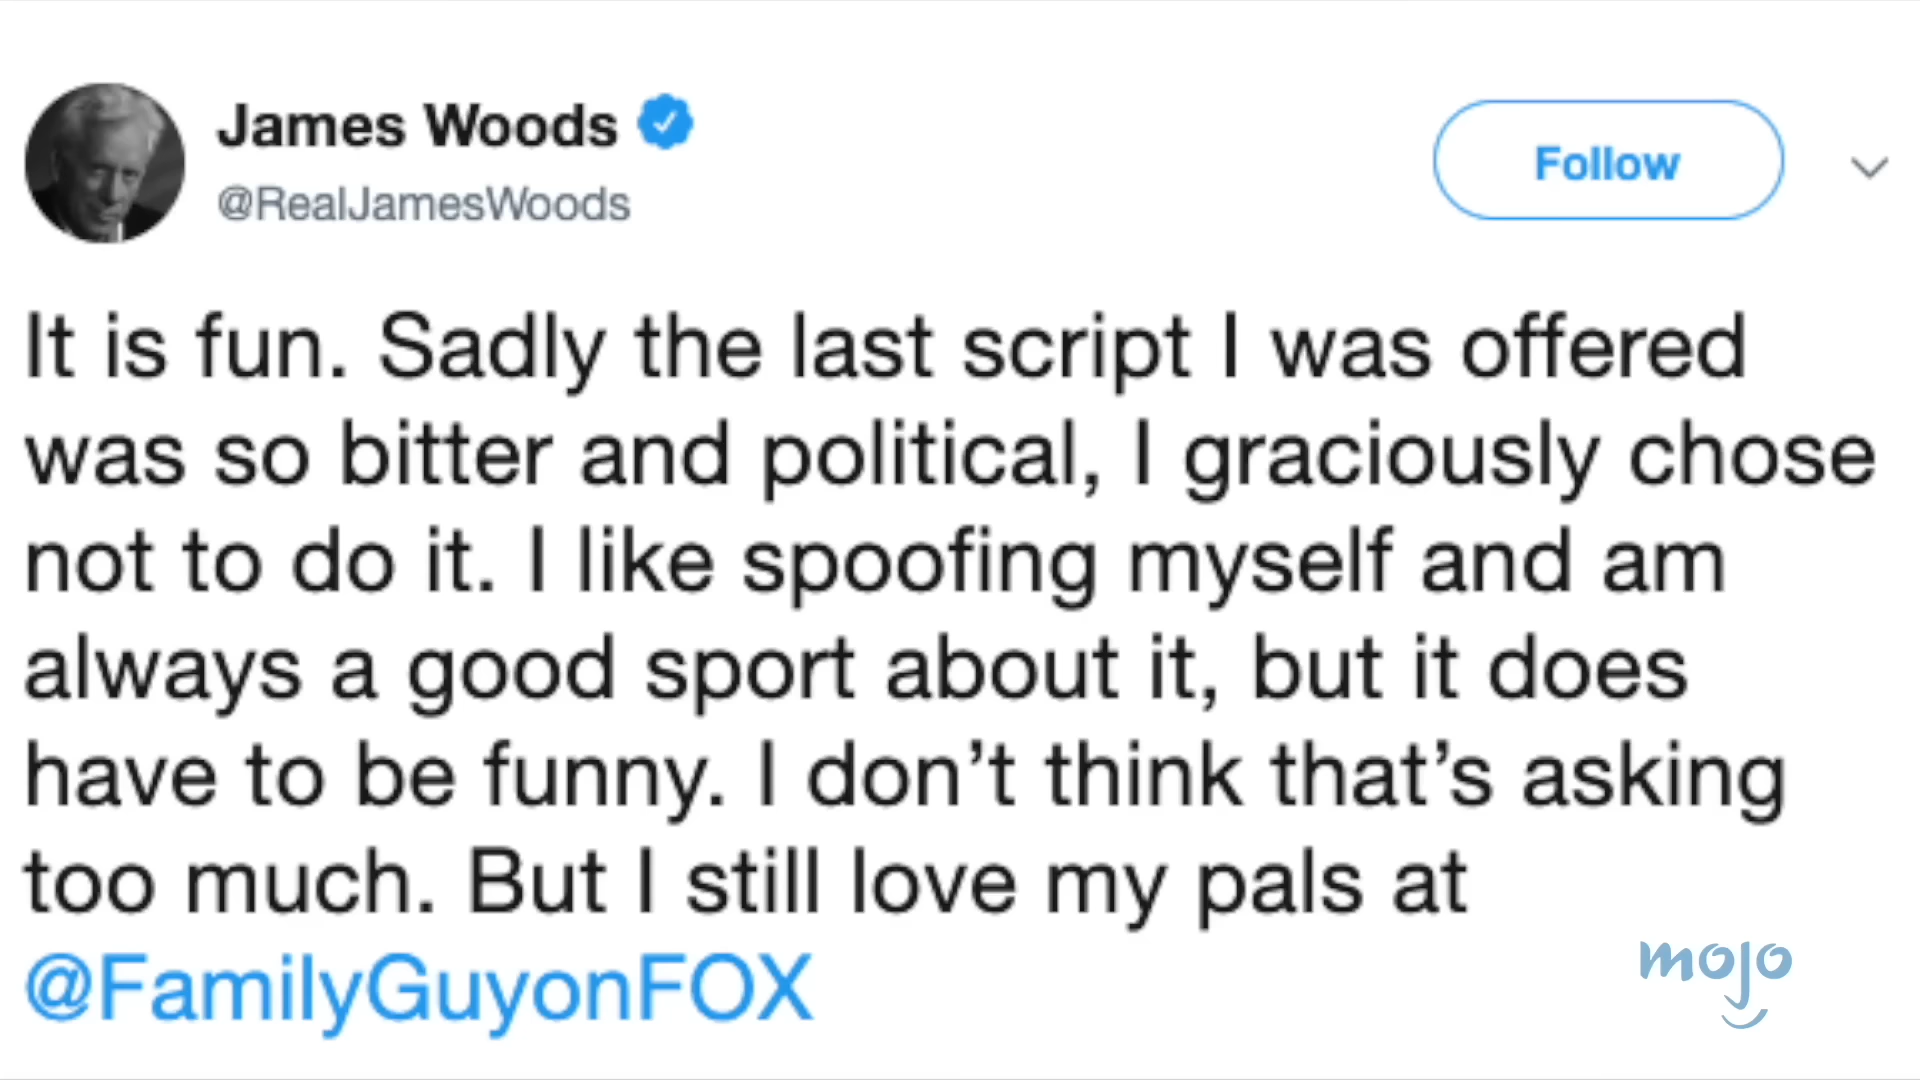 James Woods
@RealJamesWoods
Follow
It is fun. Sadly the last script I was offered
was so bitter and political, I graciously chose
not to do it. I like spoofing myself and am
always a good sport about it, but it does
have to be funny. I don’t think that’s asking
too much. But I still love my pals at
@FamilyGuyonFOX
mojo